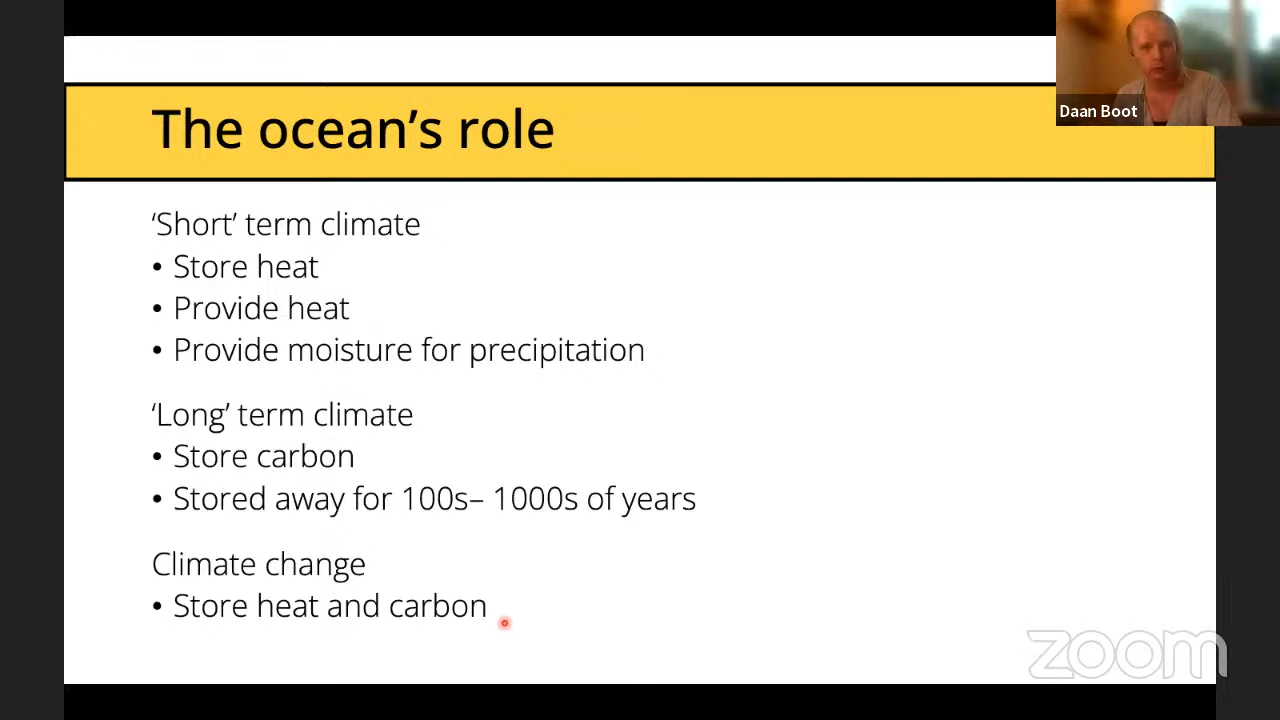 The ocean's role
Daan Boot
‘Short’ term climate
• Store heat
• Provide heat
• Provide moisture for precipitation
‘Long’ term climate
• Store carbon
• Stored away for 100s– 1000s of years
Climate change
• Store heat and carbon
zoom